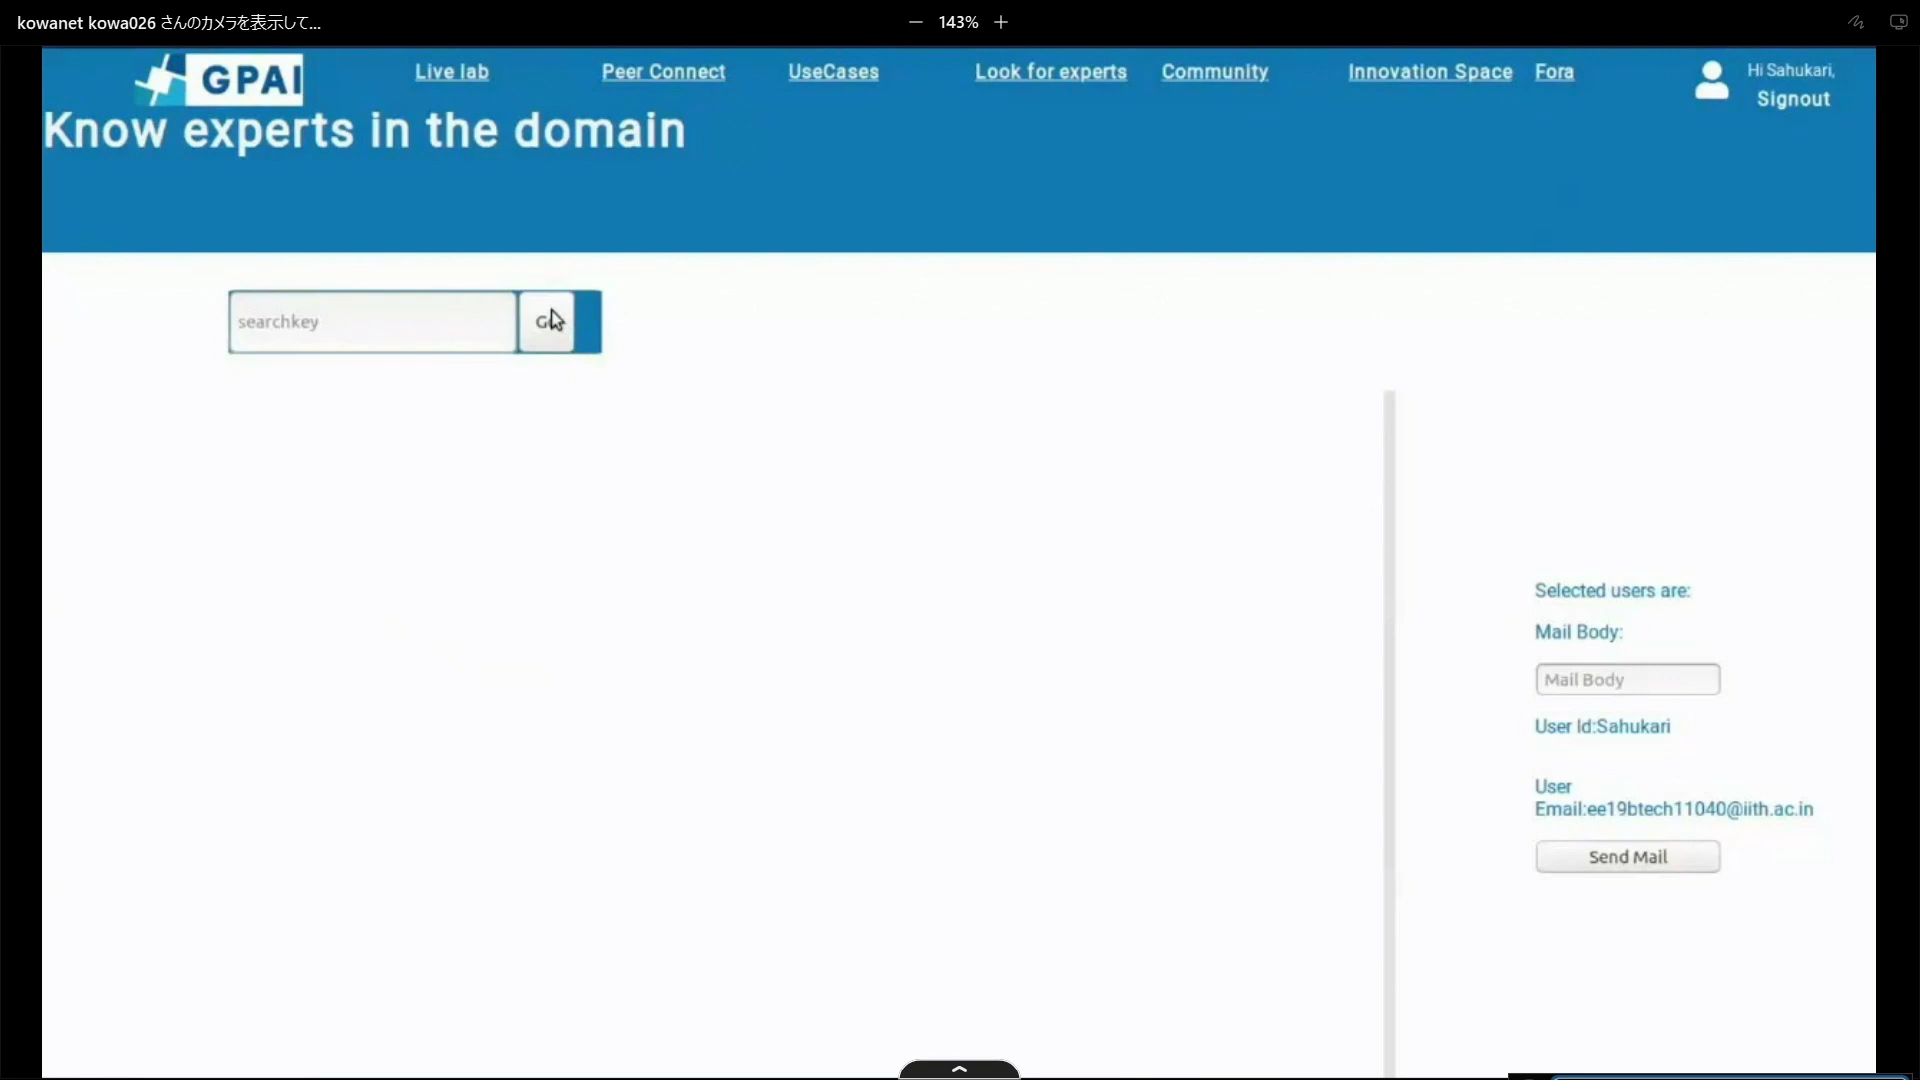 kowanet kowa026 さんのカメラを表示して...
143%
GPAI
Live lab
Peer Connect
UseCases
Look for experts
Community
Innovation Space
Fora
Hi Sahukari,
Signout
Know experts in the domain
searchkey
Selected users are:
Mail Body:
Mail Body
User Id:Sahukari
User
Email:ee19btech11040@iith.ac.in
Send Mail